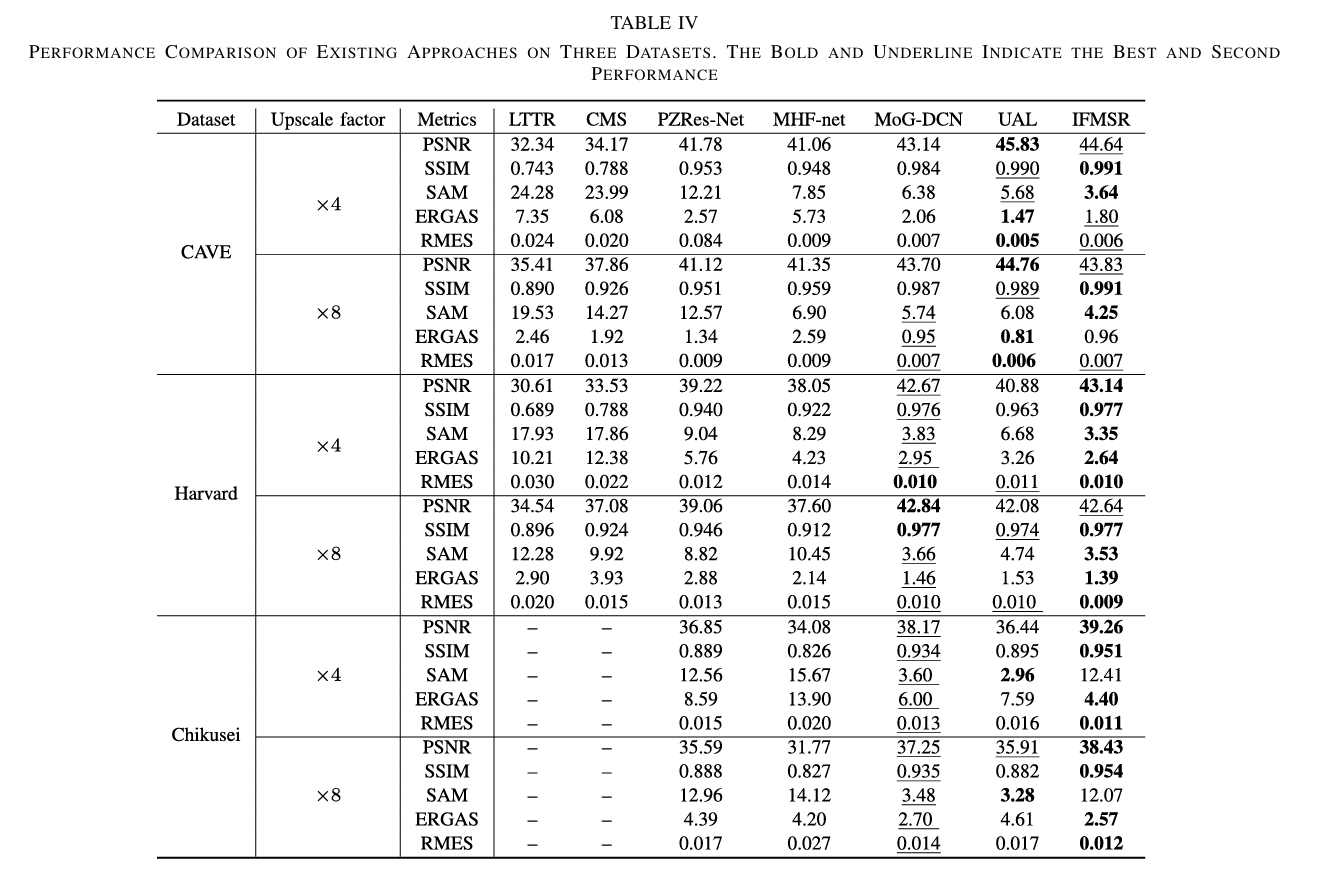 TABLE IV
PERFORMANCE COMPARISON OF EXISTING APPROACHES ON THREE DATASETS. THE BOLD AND UNDERLINE INDICATE THE BEST AND SECOND
PERFORMANCE
Dataset Upscale factor Metrics LTTR CMS PZRes-Net MHF-net MoG-DCN UAL IFMSR
CAVE
×4
PSNR 32.34 34.17 41.78 41.06 43.14 45.83 44.64
SSIM 0.743 0.788 0.953 0.948 0.984 0.990 0.991
SAM 24.28 23.99 12.21 7.85 6.38 5.68 3.64
ERGAS 7.35 6.08 2.57 5.73 2.06 1.47 1.80
RMES 0.024 0.020 0.084 0.009 0.007 0.005 0.006
×8
PSNR 35.41 37.86 41.12 41.35 43.70 44.76 43.83
SSIM 0.890 0.926 0.951 0.959 0.987 0.989 0.991
SAM 19.53 14.27 12.57 6.90 5.74 6.08 4.25
ERGAS 2.46 1.92 1.34 2.59 0.95 0.81 0.96
RMES 0.017 0.013 0.009 0.009 0.007 0.006 0.007
Harvard
×4
PSNR 30.61 33.53 39.22 38.05 42.67 40.88 43.14
SSIM 0.689 0.788 0.940 0.922 0.976 0.963 0.977
SAM 17.93 17.86 9.04 8.29 3.83 6.68 3.35
ERGAS 10.21 12.38 5.76 4.23 2.95 3.26 2.64
RMES 0.030 0.022 0.012 0.014 0.010 0.011 0.010
×8
PSNR 34.54 37.08 39.06 37.60 42.84 42.08 42.64
SSIM 0.896 0.924 0.946 0.912 0.977 0.974 0.977
SAM 12.28 9.92 8.82 10.45 3.66 4.74 3.53
ERGAS 2.90 3.93 2.88 2.14 1.46 1.53 1.39
RMES 0.020 0.015 0.013 0.015 0.010 0.010 0.009
Chikusei
×4
PSNR – – 36.85 34.08 38.17 36.44 39.26
SSIM – – 0.889 0.826 0.934 0.895 0.951
SAM – – 12.56 15.67 3.60 2.96 12.41
ERGAS – – 8.59 13.90 6.00 7.59 4.40
RMES – – 0.015 0.020 0.013 0.016 0.011
×8
PSNR – – 35.59 31.77 37.25 35.91 38.43
SSIM – – 0.888 0.827 0.935 0.882 0.954
SAM – – 12.96 14.12 3.48 3.28 12.07
ERGAS – – 4.39 4.20 2.70 4.61 2.57
RMES – – 0.017 0.027 0.014 0.017 0.012